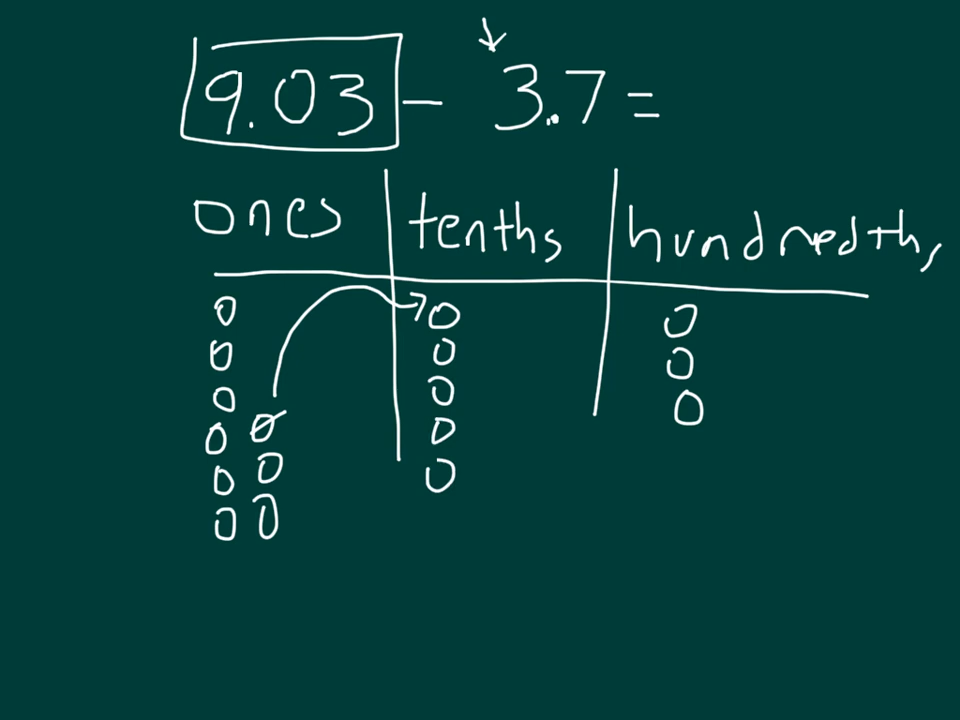 9.03 - 3.7 =
ones tenths hundredths